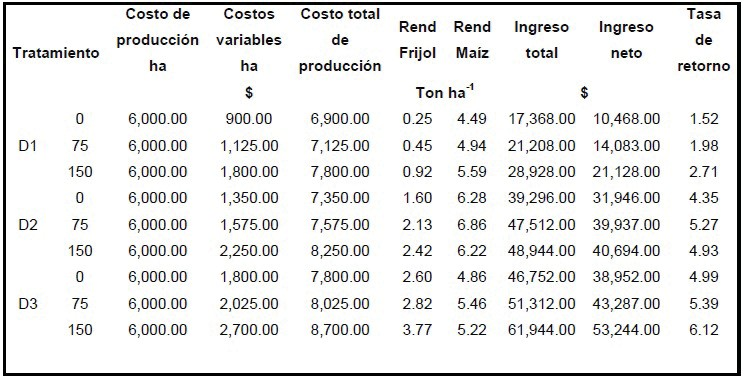 Tratamiento Costo de producción ha Costos variables ha Costo total de producción Rend Frijol Rend Maíz Ingreso total Ingreso neto Tasa de retorno
$ Ton ha-1 $
0 6,000.00 900.00 6,900.00 0.25 4.49 17,368.00 10,468.00 1.52
D1 75 6,000.00 1,125.00 7,125.00 0.45 4.94 21,208.00 14,083.00 1.98
150 6,000.00 1,800.00 7,800.00 0.92 5.59 28,928.00 21,128.00 2.71
0 6,000.00 1,350.00 7,350.00 1.60 6.28 39,296.00 31,946.00 4.35
D2 75 6,000.00 1,575.00 7,575.00 2.13 6.86 47,512.00 39,937.00 5.27
150 6,000.00 2,250.00 8,250.00 2.42 6.22 48,944.00 40,694.00 4.93
0 6,000.00 1,800.00 7,800.00 2.60 4.86 46,752.00 38,952.00 4.99
D3 75 6,000.00 2,025.00 8,025.00 2.82 5.46 51,312.00 43,287.00 5.39
150 6,000.00 2,700.00 8,700.00 3.77 5.22 61,944.00 53,244.00 6.12